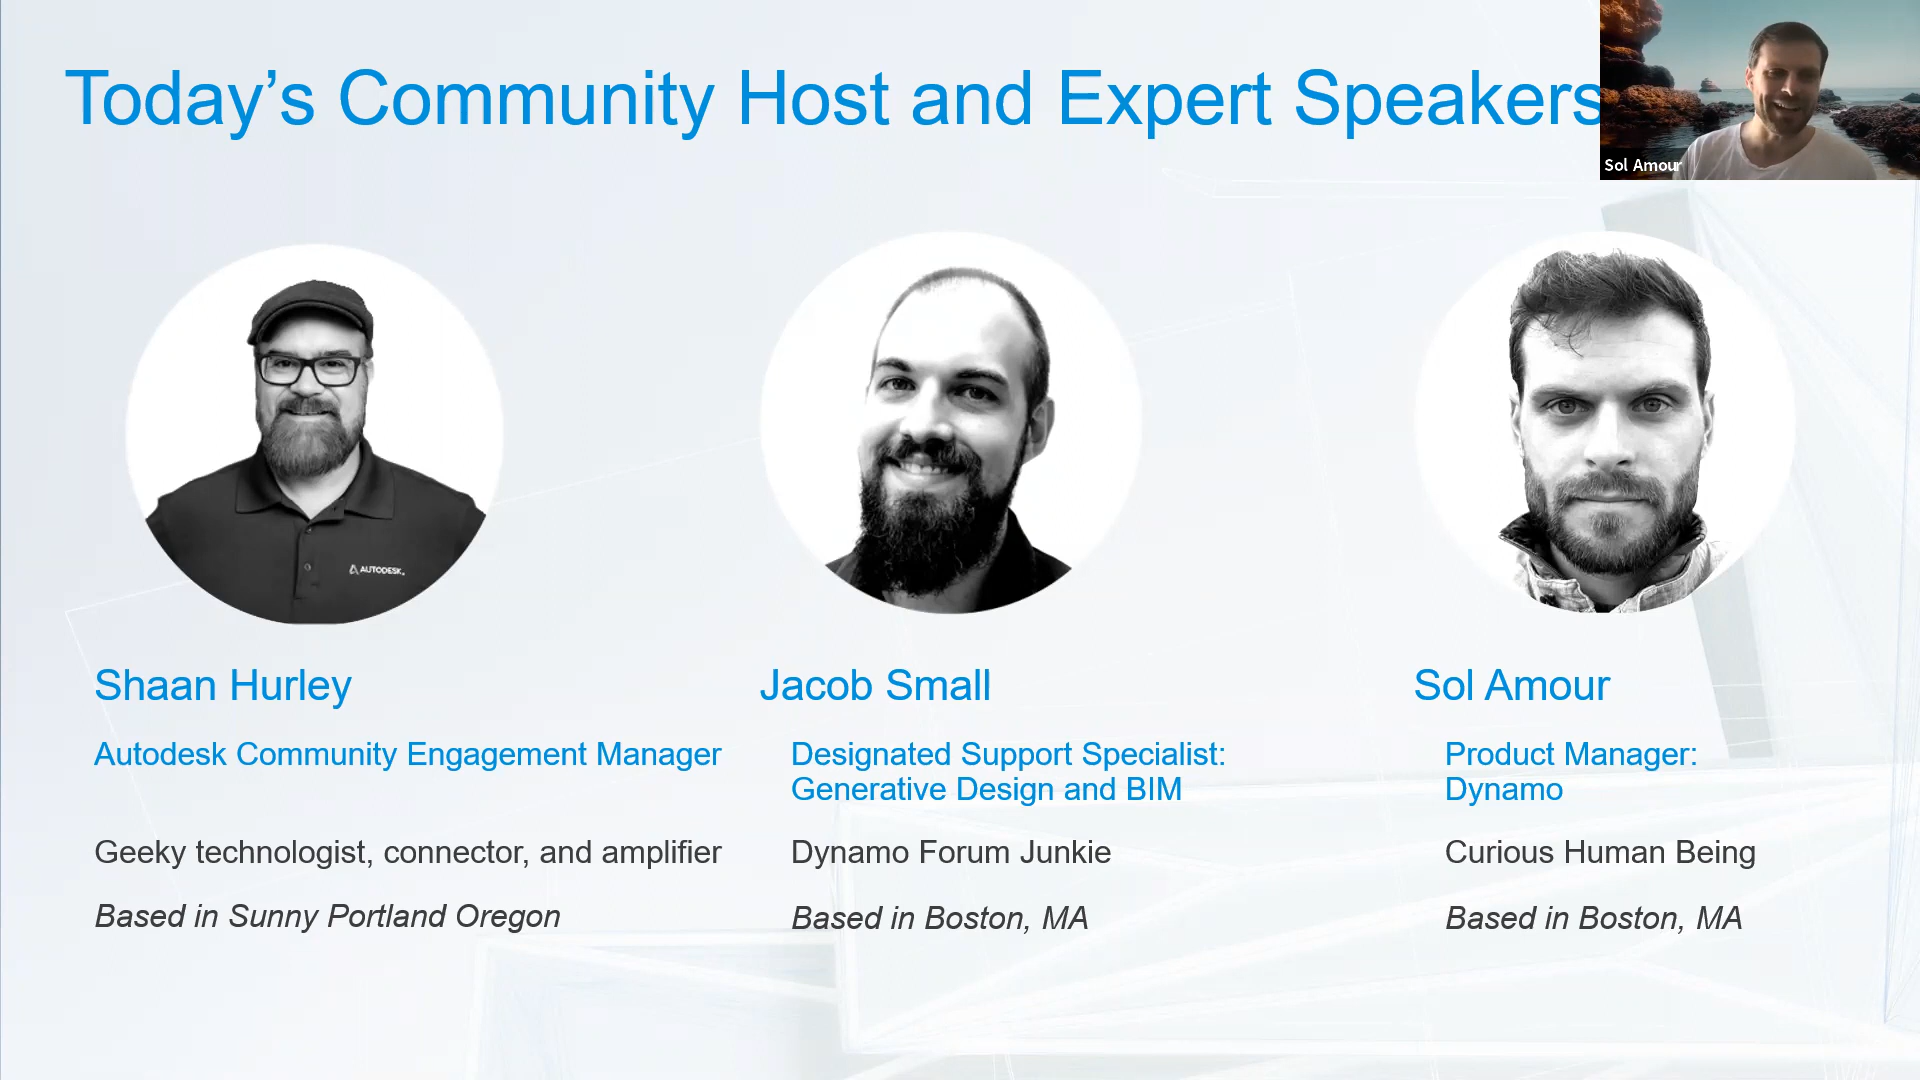 Today’s Community Host and Expert Speakers
Sol Amour
AUTODESK
Shaan Hurley
Autodesk Community Engagement Manager
Geeky technologist, connector, and amplifier
Based in Sunny Portland Oregon
Jacob Small
Designated Support Specialist:
Generative Design and BIM
Dynamo Forum Junkie
Based in Boston, MA
Sol Amour
Product Manager:
Dynamo
Curious Human Being
Based in Boston, MA